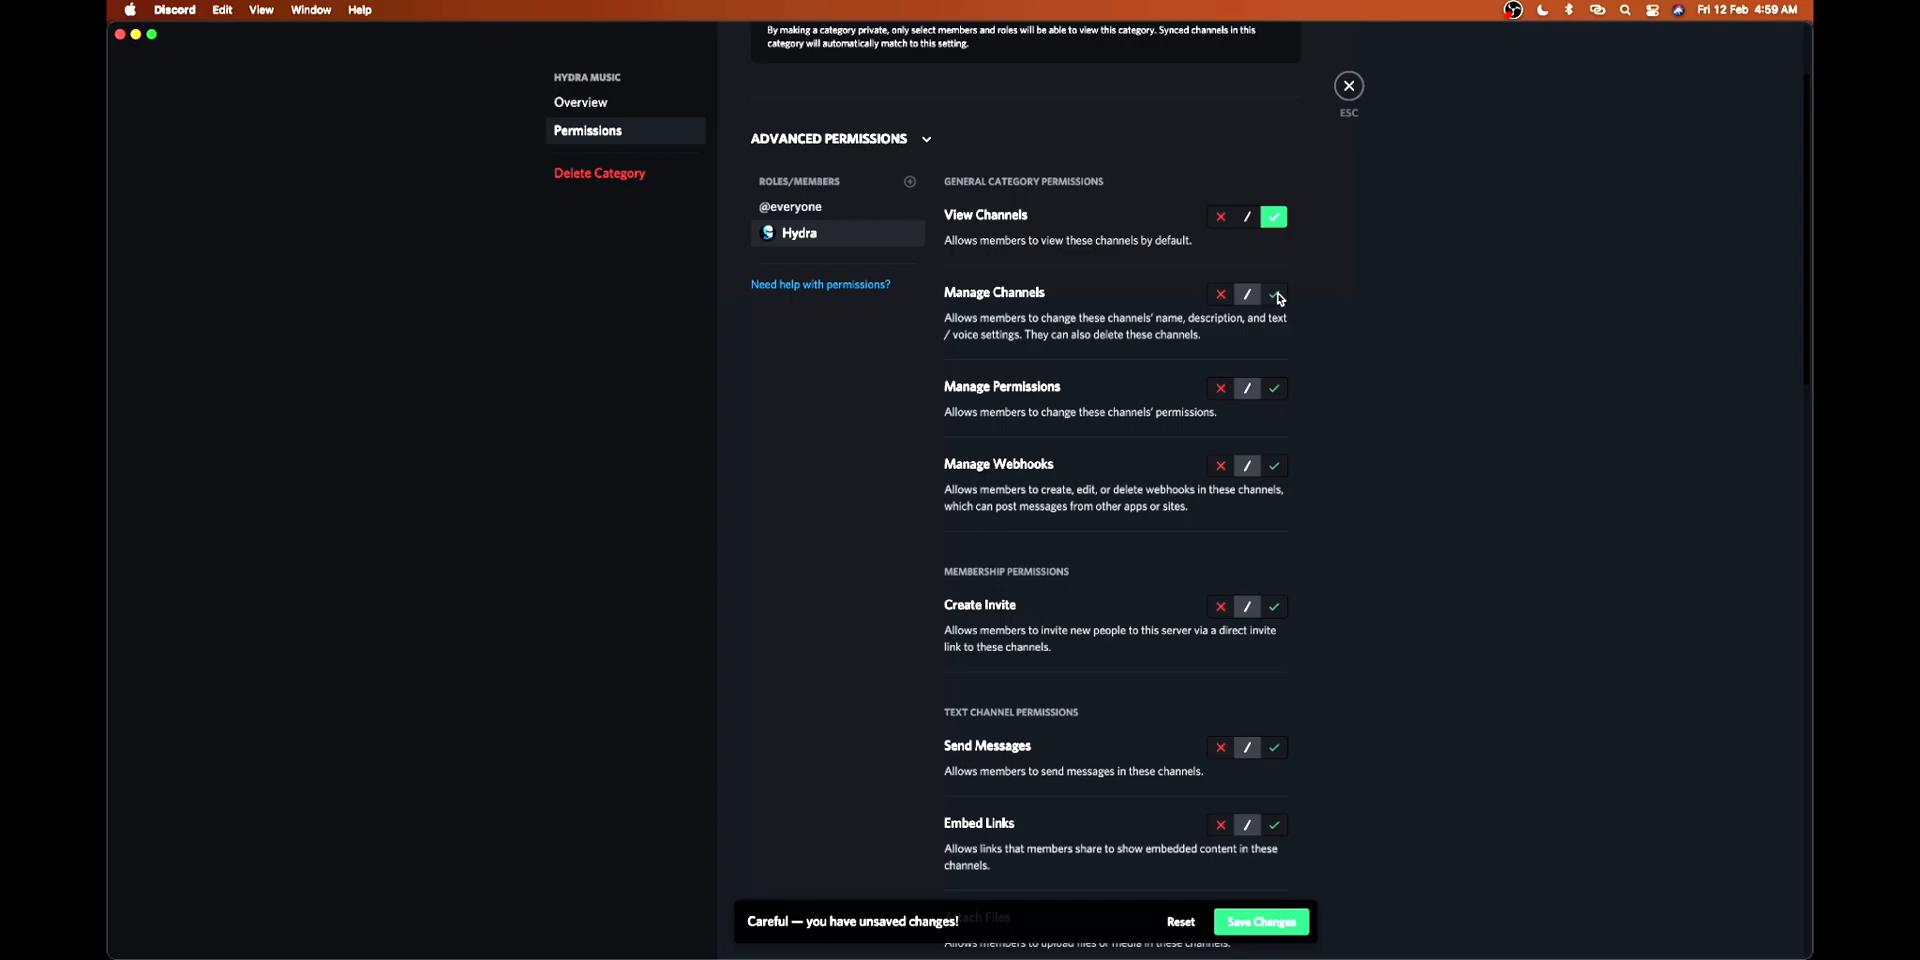 Discord Edit View Window Help
Fri 12 Feb 4:59 AM
By making a category private, only select members and roles will be able to view this category. Synced channels in this
category will automatically match to this setting.
HYDRA MUSIC
Overview
Permissions
Delete Category
ESC
ADVANCED PERMISSIONS
ROLES/MEMBERS
@everyone
Hydra
Need help with permissions?
GENERAL CATEGORY PERMISSIONS
View Channels
Allows members to view these channels by default.
Manage Channels
Allows members to change these channels' name, description, and text
/ voice settings. They can also delete these channels.
Manage Permissions
Allows members to change these channels' permissions.
Manage Webhooks
Allows members to create, edit, or delete webhooks in these channels,
which can post messages from other apps or sites.
MEMBERSHIP PERMISSIONS
Create Invite
Allows members to invite new people to this server via a direct invite
link to these channels.
TEXT CHANNEL PERMISSIONS
Send Messages
Allows members to send messages in these channels.
Embed Links
Allows links that members share to show embedded content in these
channels.
Attach Files
Careful — you have unsaved changes!
Reset
Save Changes
Allows members to upload files or media in these channels.